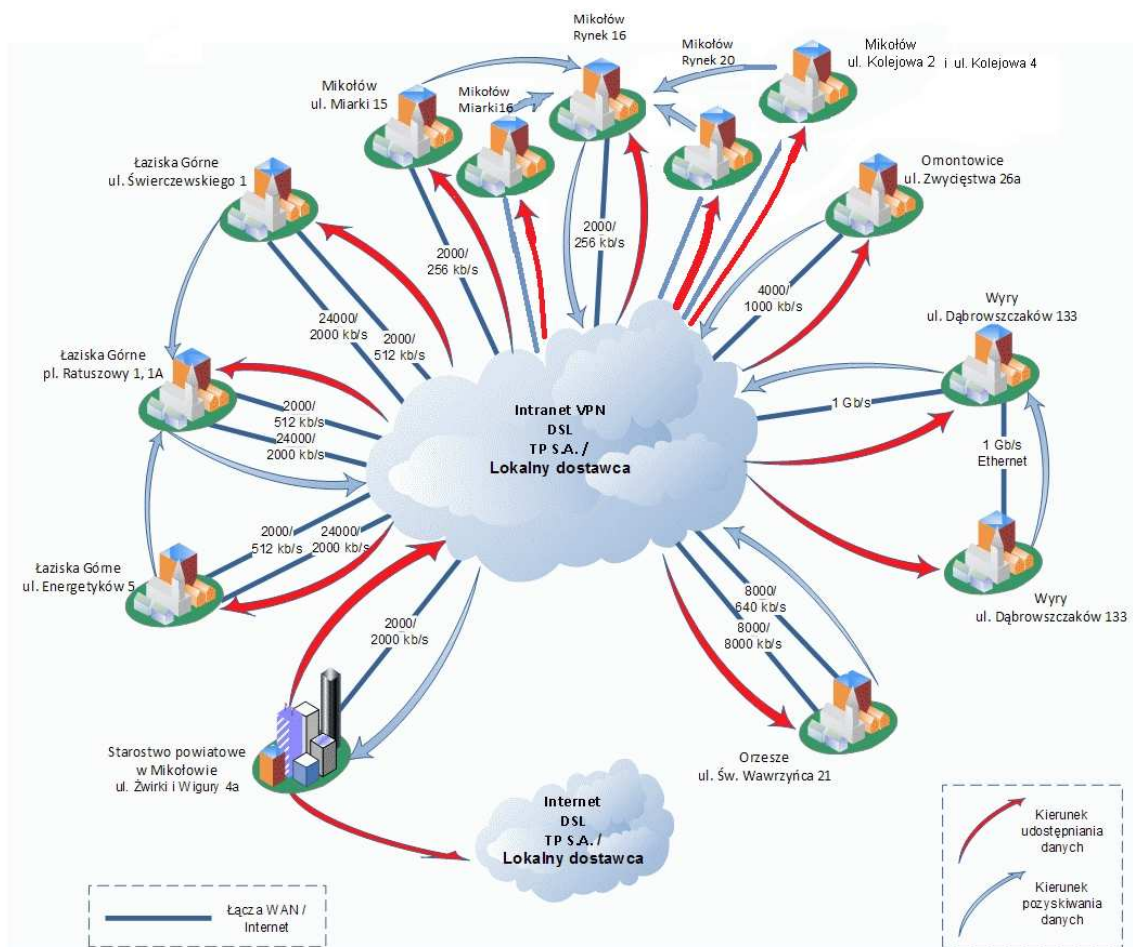 Mikołów
Rynek 16
Mikołów
Rynek 20
Mikołów
ul. Kolejowa 2 i ul. Kolejowa 4
Mikołów
ul. Miarki 15
Mikołów
Miarki16
Łaziska Górne
ul. Świerczewskiego 1
Omontowice
ul. Zwycięstwa 26a
2000/
256 kb/s
2000/
256 kb/s
4000/
1000 kb/s
Wyry
ul. Dąbrowszczaków 133
24000/
2000 kb/s
2000/
512 kb/s
Łaziska Górne
pl. Ratuszowy 1, 1A
2000/
512 kb/s
24000/
2000 kb/s
Intranet VPN
DSL
TP S.A. /
Lokalny dostawca
1 Gb/s
1 Gb/s
Ethernet
2000/
512 kb/s
24000/
2000 kb/s
Łaziska Górne
ul. Energetyków 5
Wyry
ul. Dąbrowszczaków 133
8000/
640 kb/s
8000/
8000 kb/s
2000/
2000 kb/s
Starostwo powiatowe
w Mikołowie
ul. Żwirki i Wigury 4a
Orzesze
ul. Św. Wawrzyńca 21
Internet
DSL
TP S.A. /
Lokalny dostawca
Łącza WAN /
Internet
Kierunek
udostępniania
danych
Kierunek
pozyskiwania
danych